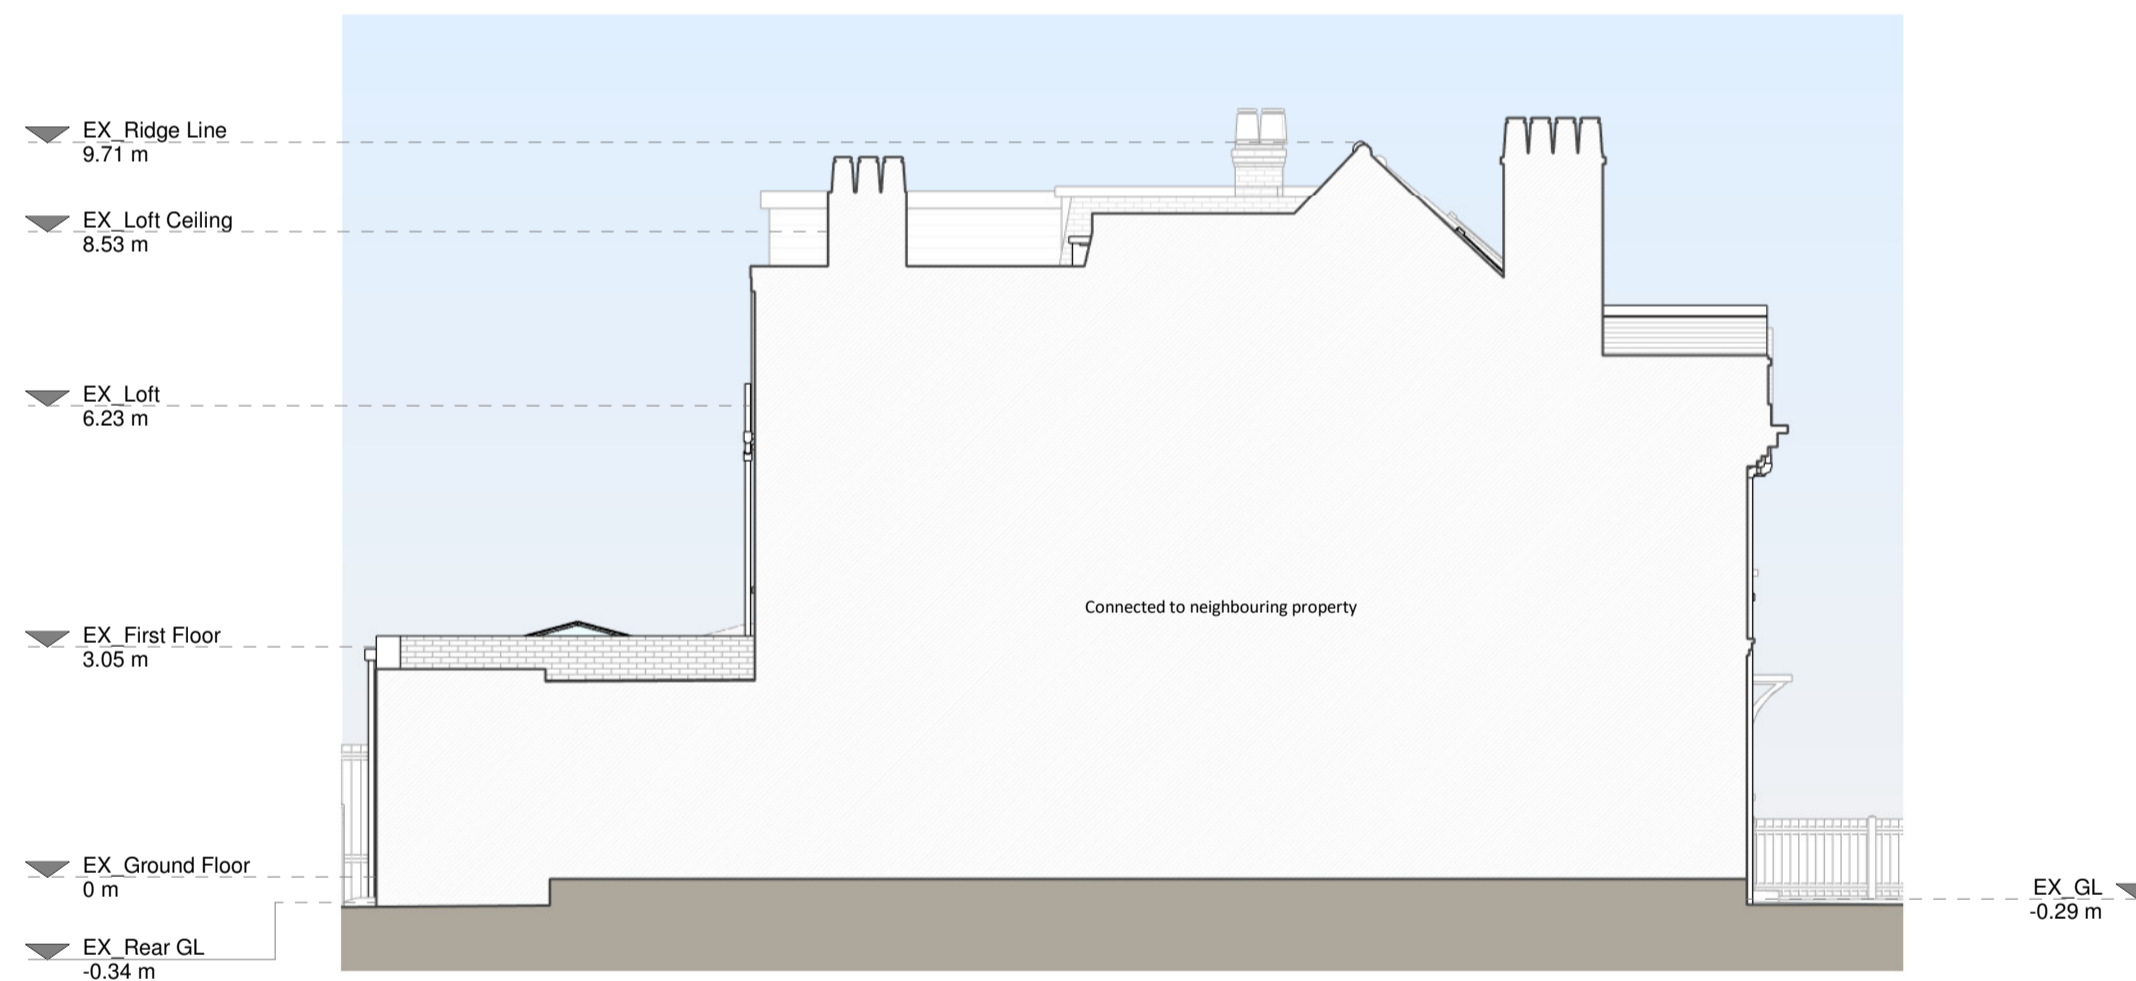 EX_Ridge Line
9.71 m
EX_Loft Ceiling
8.53 m
EX_Loft
6.23 m
Connected to neighbouring property
EX_First Floor
3.05 m
EX_Ground Floor
0 m
EX_GL
-0.29 m
EX_Rear GL
-0.34 m